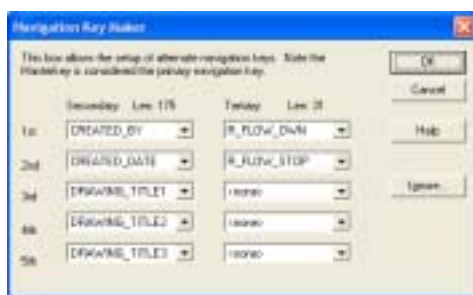 Navigation Key Maker
This box allows the setup of alternate navigation keys. Note the
Masterkey is considered the primary navigation key.
OK
Cancel
Help
Ignore
Secondary Len: 175 Tertiary Len: 31
1st CREATED_BY R_FLOW_DWN
2nd CREATED_DATE R_FLOW_STOP
3rd DRAWING_TITLE1 <none>
4th DRAWING_TITLE2 <none>
5th DRAWING_TITLE3 <none>